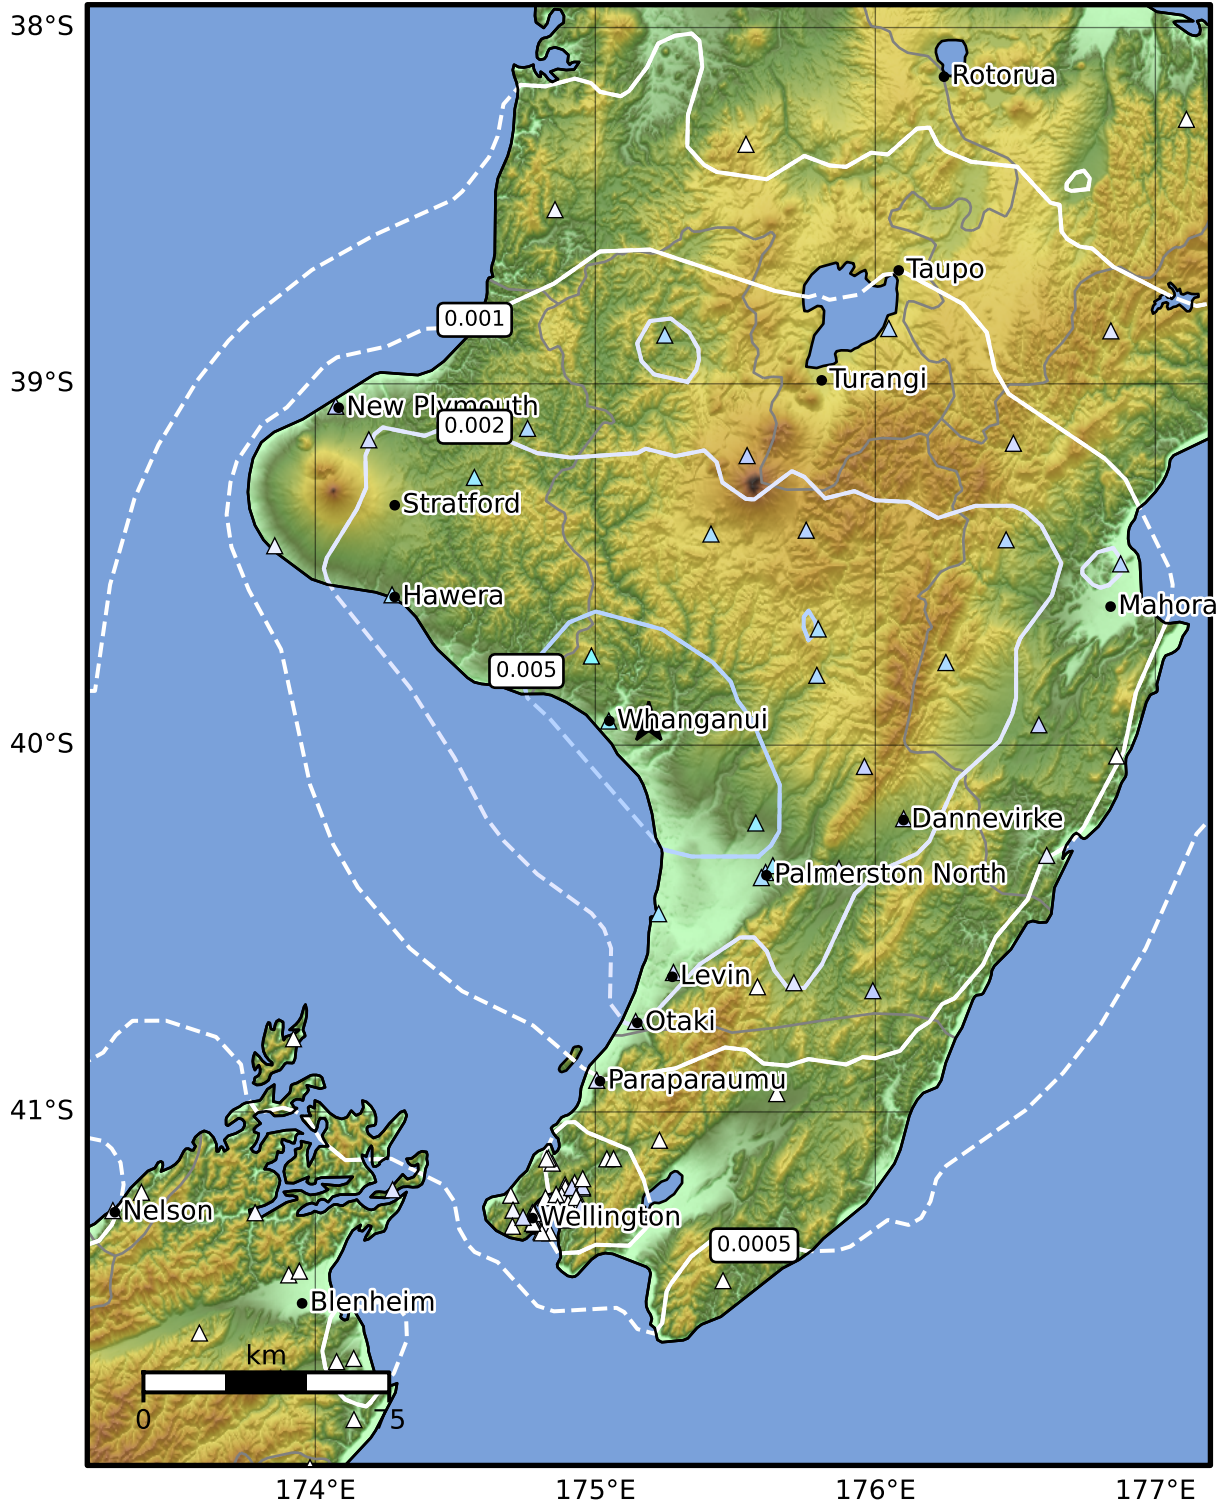 38°S
Rotorua
Taupo
0.001
39°S
Turangi
New Plymouth
0.002
Stratford
Hawera
Mahora
0.005
Whanganui
40°S
Dannevirke
Palmerston North
Levin
Otaki
Paraparaumu
41°S
Nelson
Wellington
0.0005
Blenheim
km
0
75
174°E
175°E
176°E
177°E